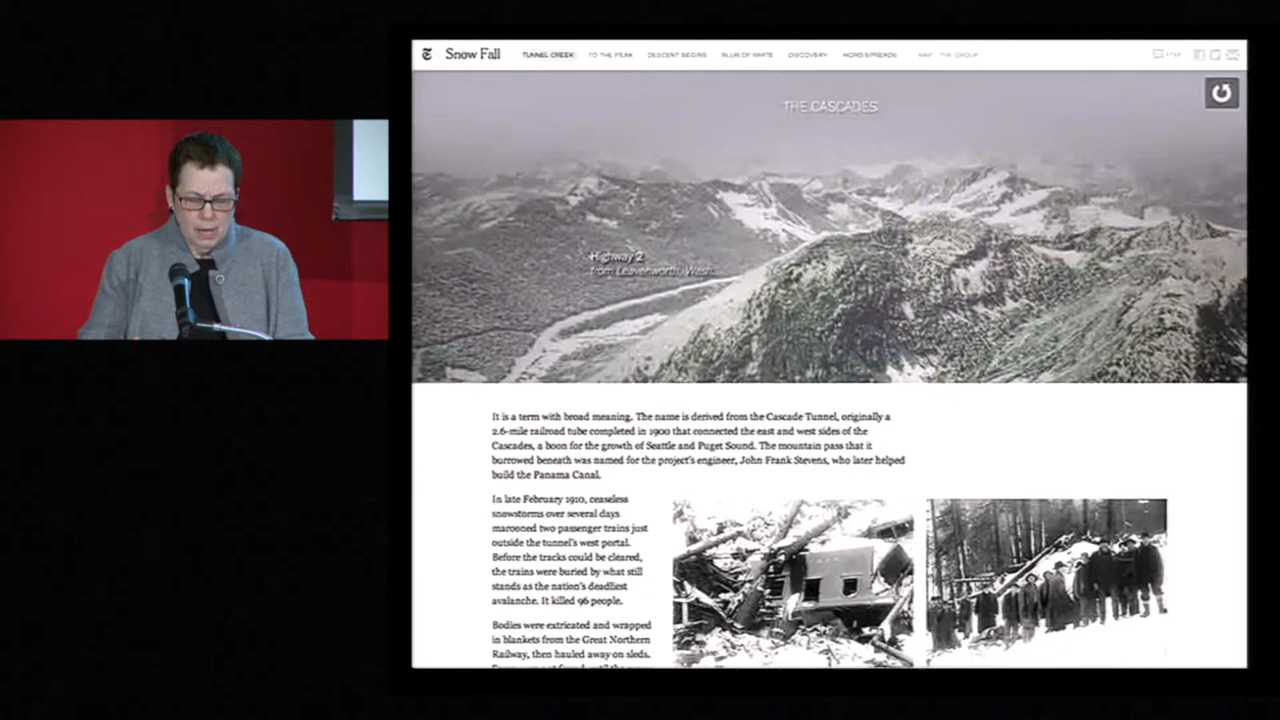 Snow Fall
TUNNEL CREEK TO THE PEAK DESCENT BEGINS BLUR OF WHITE DISCOVERY WORD SPREADS MAP THE GROUP
THE CASCADES
Highway 2
from Leavenworth, Wash.
It is a term with broad meaning. The name is derived from the Cascade Tunnel, originally a
2.6-mile railroad tube completed in 1900 that connected the east and west sides of the
Cascades, a boon for the growth of Seattle and Puget Sound. The mountain pass that it
burrowed beneath was named for the project's engineer, John Frank Stevens, who later helped
build the Panama Canal.
In late February 1910, ceaseless
snowstorms over several days
marooned two passenger trains just
outside the tunnel's west portal.
Before the tracks could be cleared,
the trains were buried by what still
stands as the nation's deadliest
avalanche. It killed 96 people.
Bodies were extricated and wrapped
in blankets from the Great Northern
Railway, then hauled away on sleds.